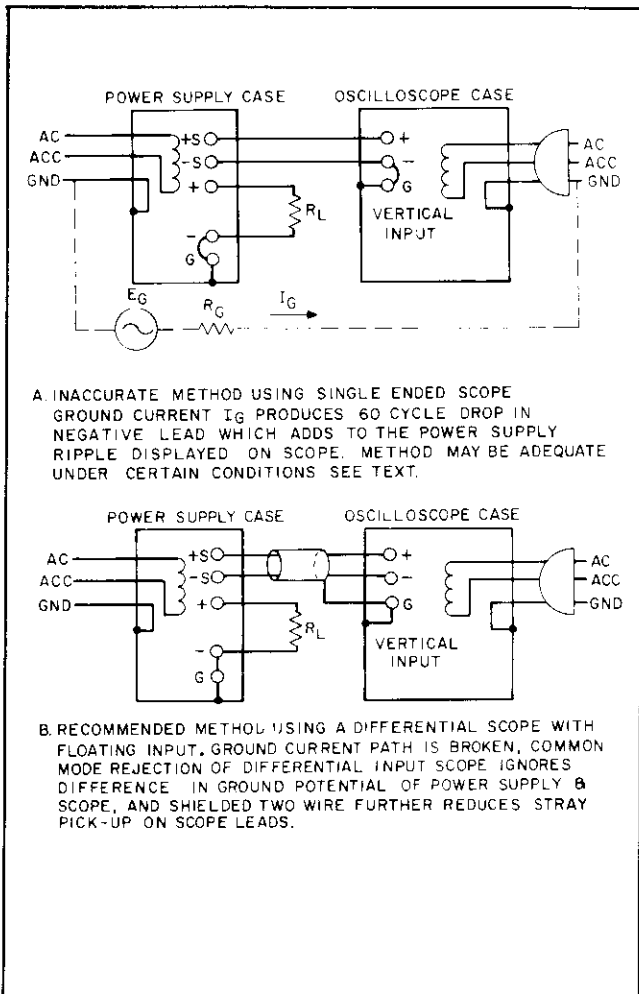 POWER SUPPLY CASE
OSCILLOSCOPE CASE
AC
ACC
GND
+S
-S
+
-
G
RL
+
-
G
VERTICAL
INPUT
AC
ACC
GND
EG
RG
IG
A. INACCURATE METHOD USING SINGLE ENDED SCOPE
GROUND CURRENT IG PRODUCES 60 CYCLE DROP IN
NEGATIVE LEAD WHICH ADDS TO THE POWER SUPPLY
RIPPLE DISPLAYED ON SCOPE. METHOD MAY BE ADEQUATE
UNDER CERTAIN CONDITIONS SEE TEXT.
POWER SUPPLY CASE
OSCILLOSCOPE CASE
AC
ACC
GND
+S
-S
+
-
G
RL
+
-
G
VERTICAL
INPUT
AC
ACC
GND
B. RECOMMENDED METHOD USING A DIFFERENTIAL SCOPE WITH
FLOATING INPUT. GROUND CURRENT PATH IS BROKEN, COMMON
MODE REJECTION OF DIFFERENTIAL INPUT SCOPE IGNORES
DIFFERENCE IN GROUND POTENTIAL OF POWER SUPPLY &
SCOPE, AND SHIELDED TWO WIRE FURTHER REDUCES STRAY
PICK-UP ON SCOPE LEADS.